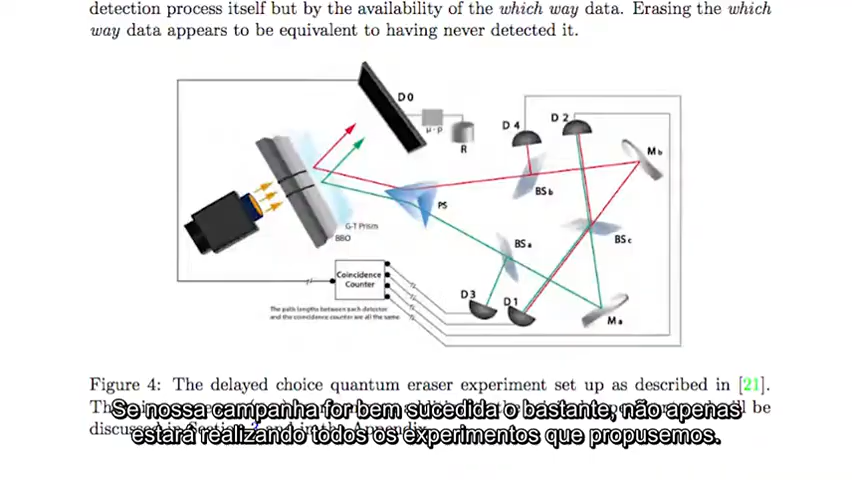 detection process itself but by the availability of the which way data. Erasing the which
way data appears to be equivalent to having never detected it.
D 0
μ - p
R
D 4
D 2
M b
BS b
PS
G-T Prism
BBO
BS a
BS c
Coincidence
Counter
D 3
D 1
M a
The path lengths between each detector
and the coincidence counter are all the same.
Figure 4: The delayed choice quantum eraser experiment set up as described in [21].
be
Se nossa campanha for bem sucedida o bastante, não apenas
estará realizando todos os experimentos que propusemos.